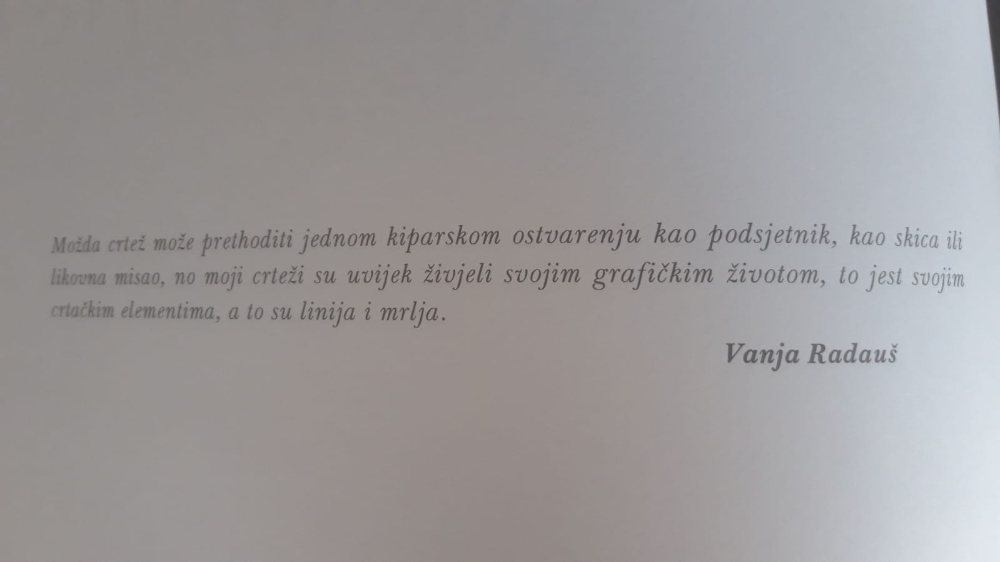 Možda crtež može prethoditi jednom kiparskom ostvarenju kao podsjetnik, kao skica ili
likovna misao, no moji crteži su uvijek živjeli svojim grafičkim životom, to jest svojim
crtačkim elementima, a to su linija i mrlja.
Vanja Radauš